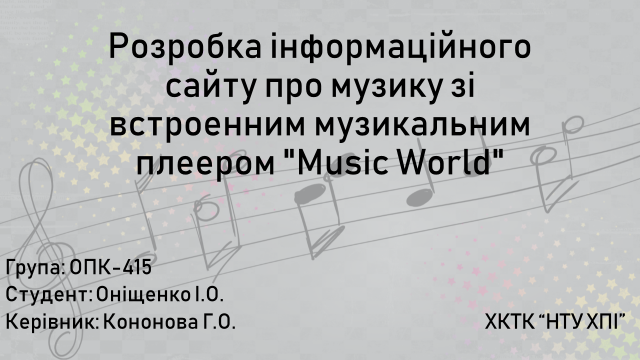 Розробка інформаційного
сайту про музику зі
встроенним музикальним
плеером "Music World"
Група: ОПК-415
Студент: Оніщенко І.О.
Керівник: Кононова Г.О.
ХКТК “НТУ ХПІ”